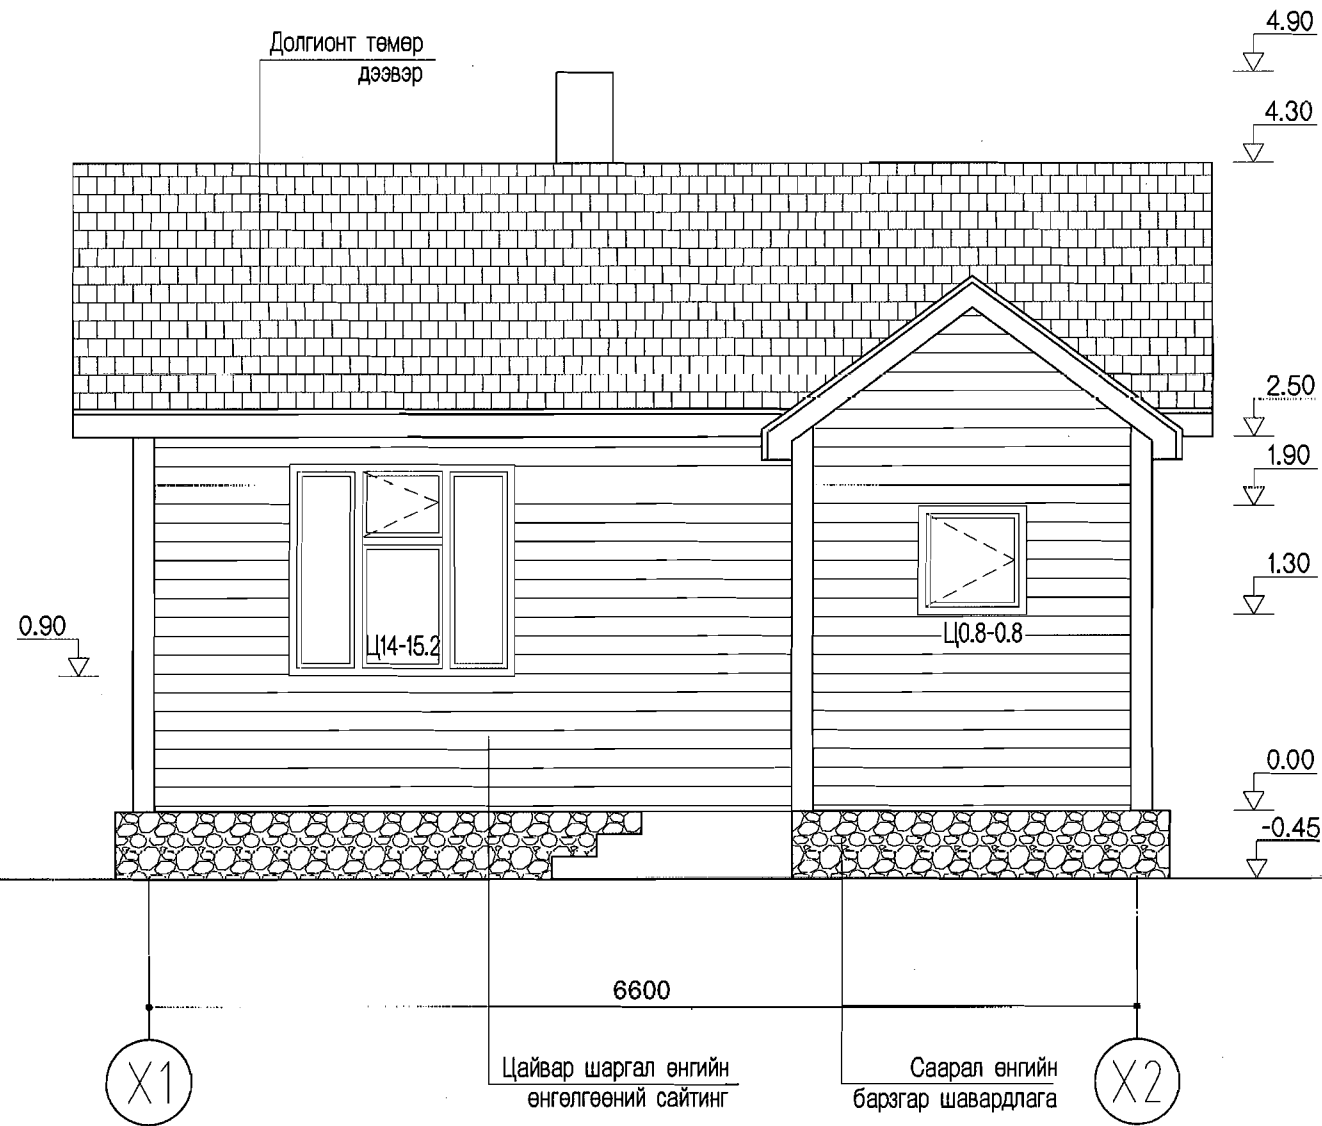 4.90
Долгионт төмөр
дээвэр
4.30
2.50
1.90
1.30
0.90
Ц14-15.2
Ц0.8-0.8
0.00
-0.45
6600
X1
Цайвар шаргал өнгийн
өнгөлгөөний сайтинг
Саарал өнгийн
барзгар шавардлага
X2